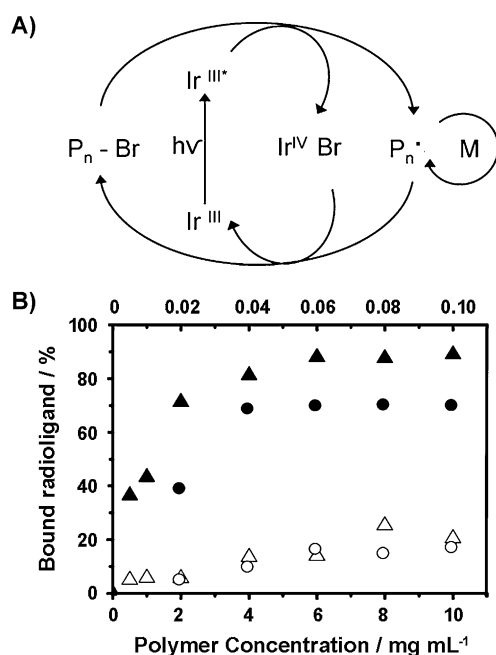 A)
Ir III*
Pn - Br hν IrIV Br Pn• M
Ir III
B)
0 0.02 0.04 0.06 0.08 0.10
100
80
60
40
20
0
Bound radioligand / %
0 2 4 6 8 10
Polymer Concentration / mg mL-1